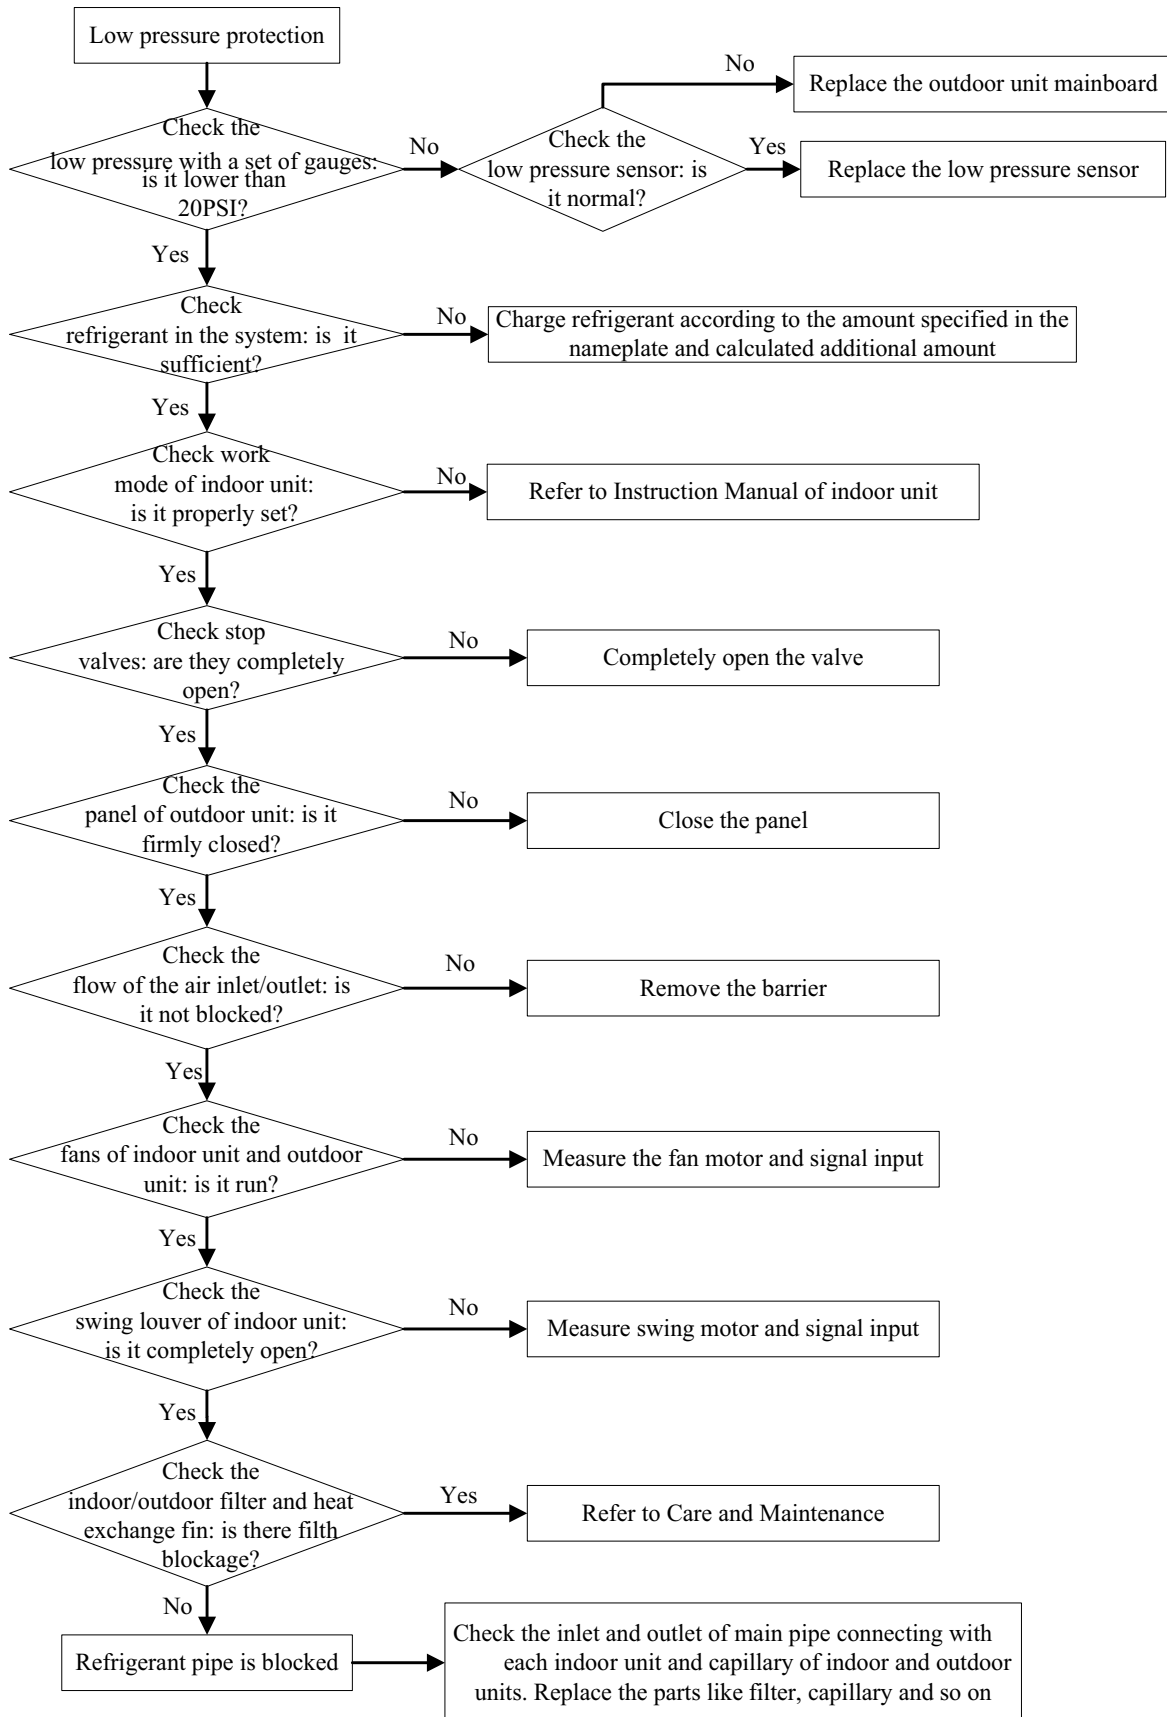 Low pressure protection
No
Replace the outdoor unit mainboard
Check the
low pressure with a set of gauges:
is it lower than
20PSI?
No
Check the
low pressure sensor: is
it normal?
Yes
Replace the low pressure sensor
Yes
Check
refrigerant in the system: is it
sufficient?
No
Charge refrigerant according to the amount specified in the
nameplate and calculated additional amount
Yes
Check work
mode of indoor unit:
is it properly set?
No
Refer to Instruction Manual of indoor unit
Yes
Check stop
valves: are they completely
open?
No
Completely open the valve
Yes
Check the
panel of outdoor unit: is it
firmly closed?
No
Close the panel
Yes
Check the
flow of the air inlet/outlet: is
it not blocked?
No
Remove the barrier
Yes
Check the
fans of indoor unit and outdoor
unit: is it run?
No
Measure the fan motor and signal input
Yes
Check the
swing louver of indoor unit:
is it completely open?
No
Measure swing motor and signal input
Yes
Check the
indoor/outdoor filter and heat
exchange fin: is there filth
blockage?
Yes
Refer to Care and Maintenance
No
Refrigerant pipe is blocked
Check the inlet and outlet of main pipe connecting with
each indoor unit and capillary of indoor and outdoor
units. Replace the parts like filter, capillary and so on